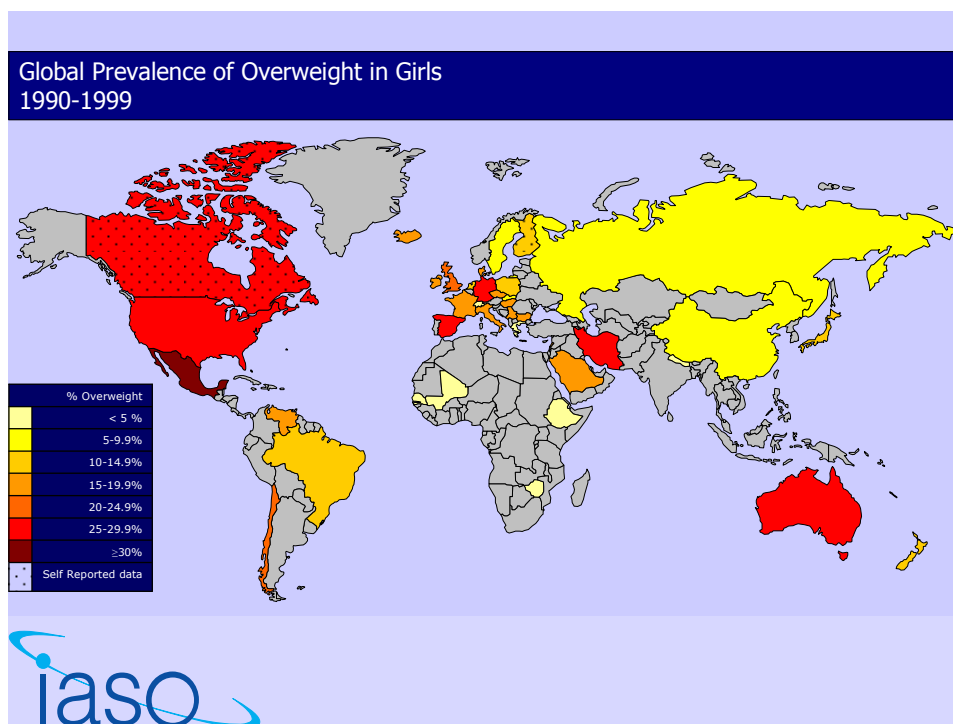 Global Prevalence of Overweight in Girls
1990-1999
% Overweight
< 5 %
5-9.9%
10-14.9%
15-19.9%
20-24.9%
25-29.9%
≥30%
Self Reported data
iaso